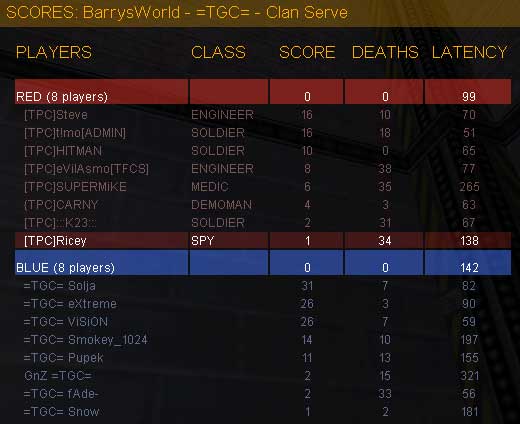 SCORES: BarrysWorld - =TGC= - Clan Serve
PLAYERS CLASS SCORE DEATHS LATENCY
RED (8 players) 0 0 99
[TPC]Steve ENGINEER 16 10 70
[TPC]t!mo[ADMIN] SOLDIER 16 18 51
[TPC]HITMAN SOLDIER 10 0 65
[TPC]eVilAsmo[TFCS] ENGINEER 8 38 77
[TPC]SUPERMiKE MEDIC 6 35 265
{TPC}CARNY DEMOMAN 4 3 63
[TPC]:::K23::: SOLDIER 2 31 67
[TPC]Ricey SPY 1 34 138
BLUE (8 players) 0 0 142
=TGC= Solja 31 7 82
=TGC= eXtreme 26 3 90
=TGC= ViSiON 26 7 59
=TGC= Smokey_1024 14 10 197
=TGC= Pupek 11 13 155
GnZ =TGC= 2 15 321
=TGC= fAde- 2 33 56
=TGC= Snow 1 2 181